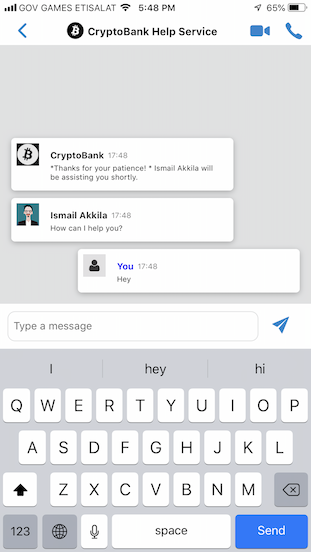 GOV GAMES ETISALAT 5:48 PM 65%
CryptoBank Help Service
CryptoBank 17:48
*Thanks for your patience! * Ismail Akkila will
be assisting you shortly.
Ismail Akkila 17:48
How can I help you?
You 17:48
Hey
Type a message
I hey hi
Q W E R T Y U I O P
A S D F G H J K L
Z X C V B N M
123 space Send